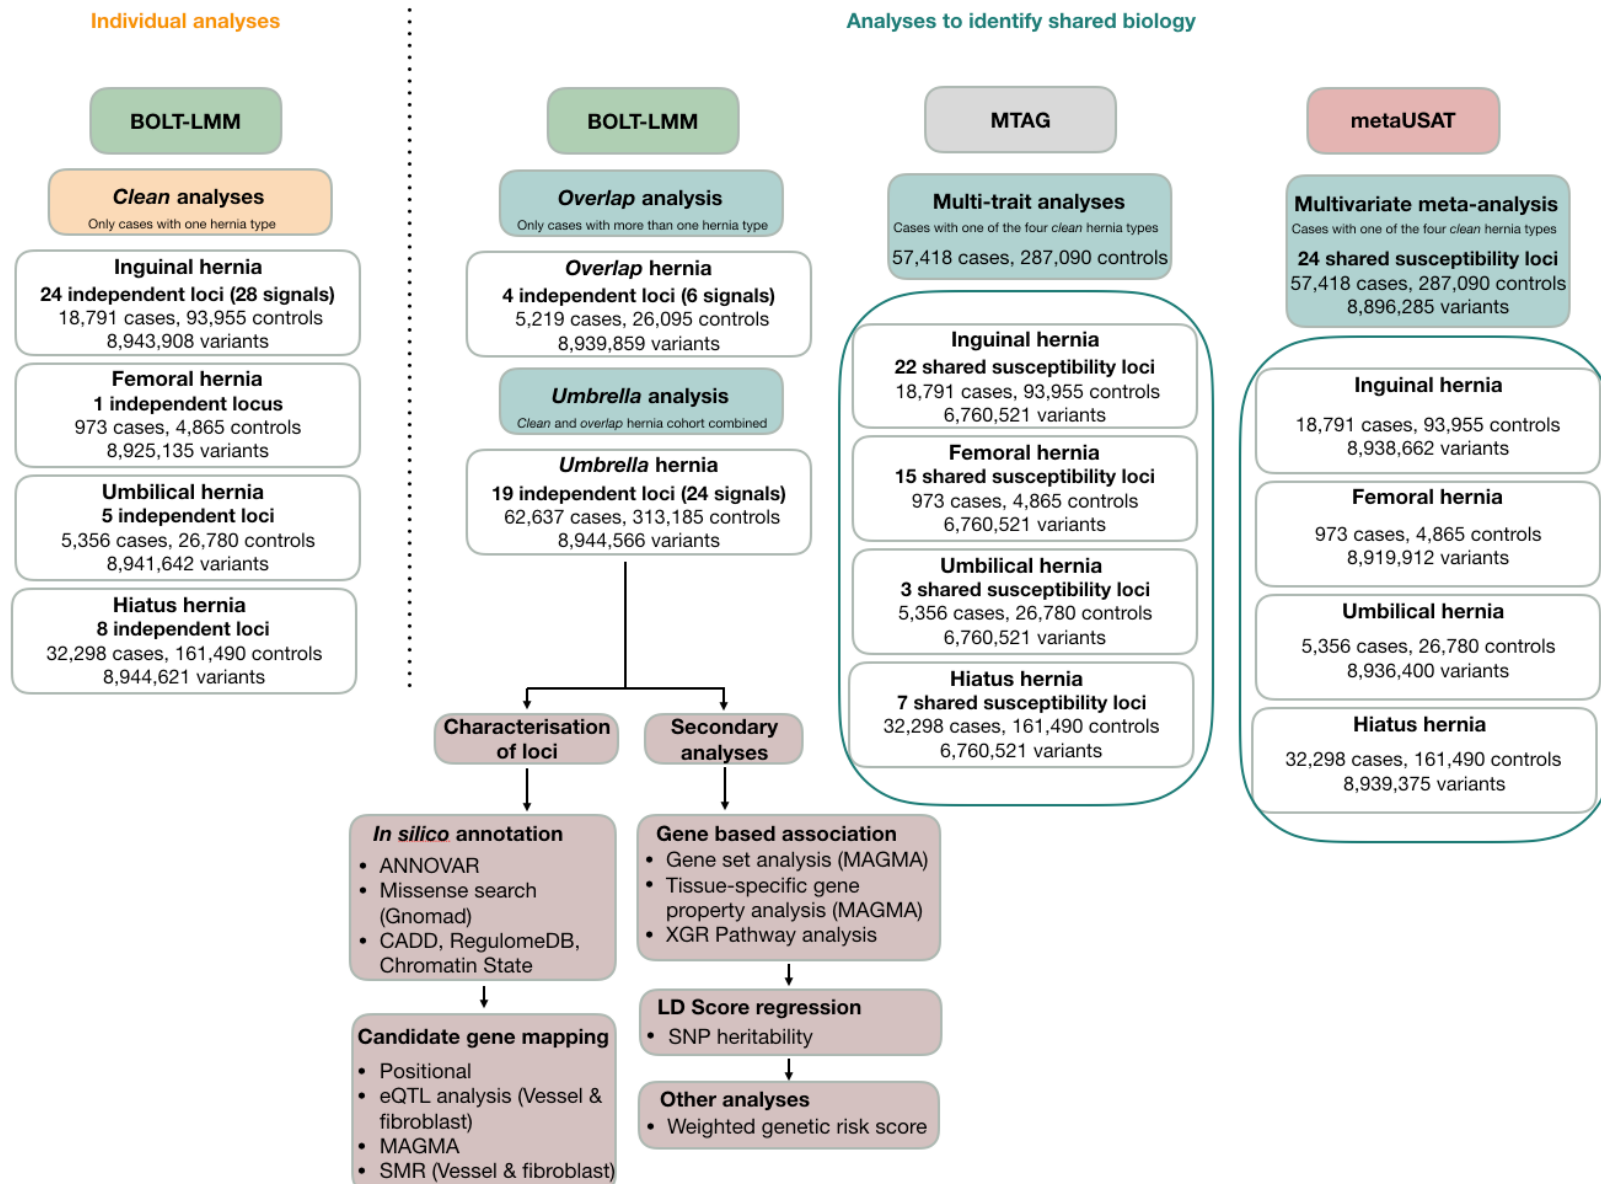 Individual analyses
BOLT-LMM
Clean analyses
Only cases with one hernia type
Inguinal hernia
24 independent loci (28 signals)
18,791 cases, 93,955 controls
8,943,908 variants
Femoral hernia
1 independent locus
973 cases, 4,865 controls
8,925,135 variants
Umbilical hernia
5 independent loci
5,356 cases, 26,780 controls
8,941,642 variants
Hiatus hernia
8 independent loci
32,298 cases, 161,490 controls
8,944,621 variants
Analyses to identify shared biology
BOLT-LMM
Overlap analysis
Only cases with more than one hernia type
Overlap hernia
4 independent loci (6 signals)
5,219 cases, 26,095 controls
8,939,859 variants
Umbrella analysis
Clean and overlap hernia cohort combined
Umbrella hernia
19 independent loci (24 signals)
62,637 cases, 313,185 controls
8,944,566 variants
Characterisation
of loci
In silico annotation
• ANNOVAR
• Missense search
(Gnomad)
• CADD, RegulomeDB,
Chromatin State
Candidate gene mapping
• Positional
• eQTL analysis (Vessel &
fibroblast)
• MAGMA
• SMR (Vessel & fibroblast)
Secondary
analyses
Gene based association
• Gene set analysis (MAGMA)
• Tissue-specific gene
property analysis (MAGMA)
• XGR Pathway analysis
LD Score regression
• SNP heritability
Other analyses
• Weighted genetic risk score
MTAG
Multi-trait analyses
Cases with one of the four clean hernia types
57,418 cases, 287,090 controls
Inguinal hernia
22 shared susceptibility loci
18,791 cases, 93,955 controls
6,760,521 variants
Femoral hernia
15 shared susceptibility loci
973 cases, 4,865 controls
6,760,521 variants
Umbilical hernia
3 shared susceptibility loci
5,356 cases, 26,780 controls
6,760,521 variants
Hiatus hernia
7 shared susceptibility loci
32,298 cases, 161,490 controls
6,760,521 variants
metaUSAT
Multivariate meta-analysis
Cases with one of the four clean hernia types
24 shared susceptibility loci
57,418 cases, 287,090 controls
8,896,285 variants
Inguinal hernia
18,791 cases, 93,955 controls
8,938,662 variants
Femoral hernia
973 cases, 4,865 controls
8,919,912 variants
Umbilical hernia
5,356 cases, 26,780 controls
8,936,400 variants
Hiatus hernia
32,298 cases, 161,490 controls
8,939,375 variants